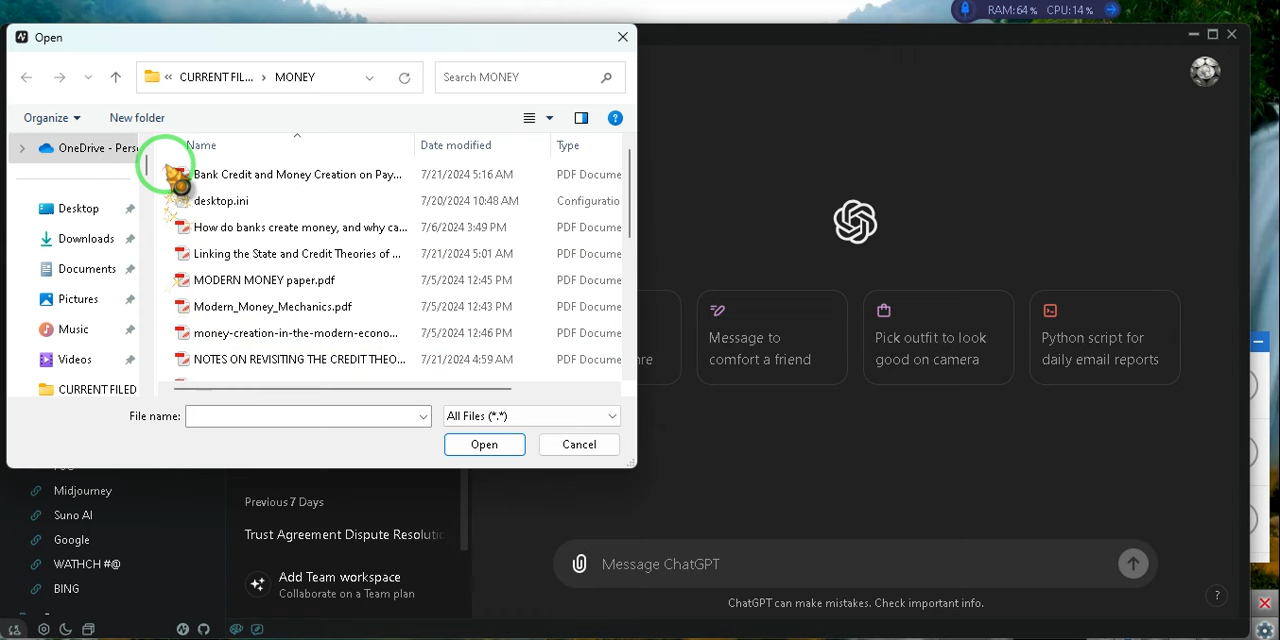 RAM:64% CPU:14%
Open
« CURRENT FIL... > MONEY
Search MONEY
Organize
New folder
Name
Date modified
Type
OneDrive - Pers
Bank Credit and Money Creation on Pay...
7/21/2024 5:16 AM
PDF Docume
desktop.ini
7/20/2024 10:48 AM
Configuratio
Desktop
How do banks create money, and why ca...
7/6/2024 3:49 PM
PDF Docume
Downloads
Linking the State and Credit Theories of ...
7/21/2024 5:01 AM
PDF Docume
Documents
MODERN MONEY paper.pdf
7/5/2024 12:45 PM
PDF Docume
Pictures
Modern_Money_Mechanics.pdf
7/5/2024 12:43 PM
PDF Docume
Music
money-creation-in-the-modern-econo...
7/5/2024 12:46 PM
PDF Docume
Videos
NOTES ON REVISITING THE CREDIT THEO...
7/21/2024 4:59 AM
PDF Docume
CURRENT FILED
File name:
All Files (*.*)
Open
Cancel
Message to
comfort a friend
Pick outfit to look
good on camera
Python script for
daily email reports
Midjourney
Suno AI
Google
WATHCH #@
BING
Previous 7 Days
Trust Agreement Dispute Resolutic
Add Team workspace
Collaborate on a Team plan
Message ChatGPT
ChatGPT can make mistakes. Check important info.
?